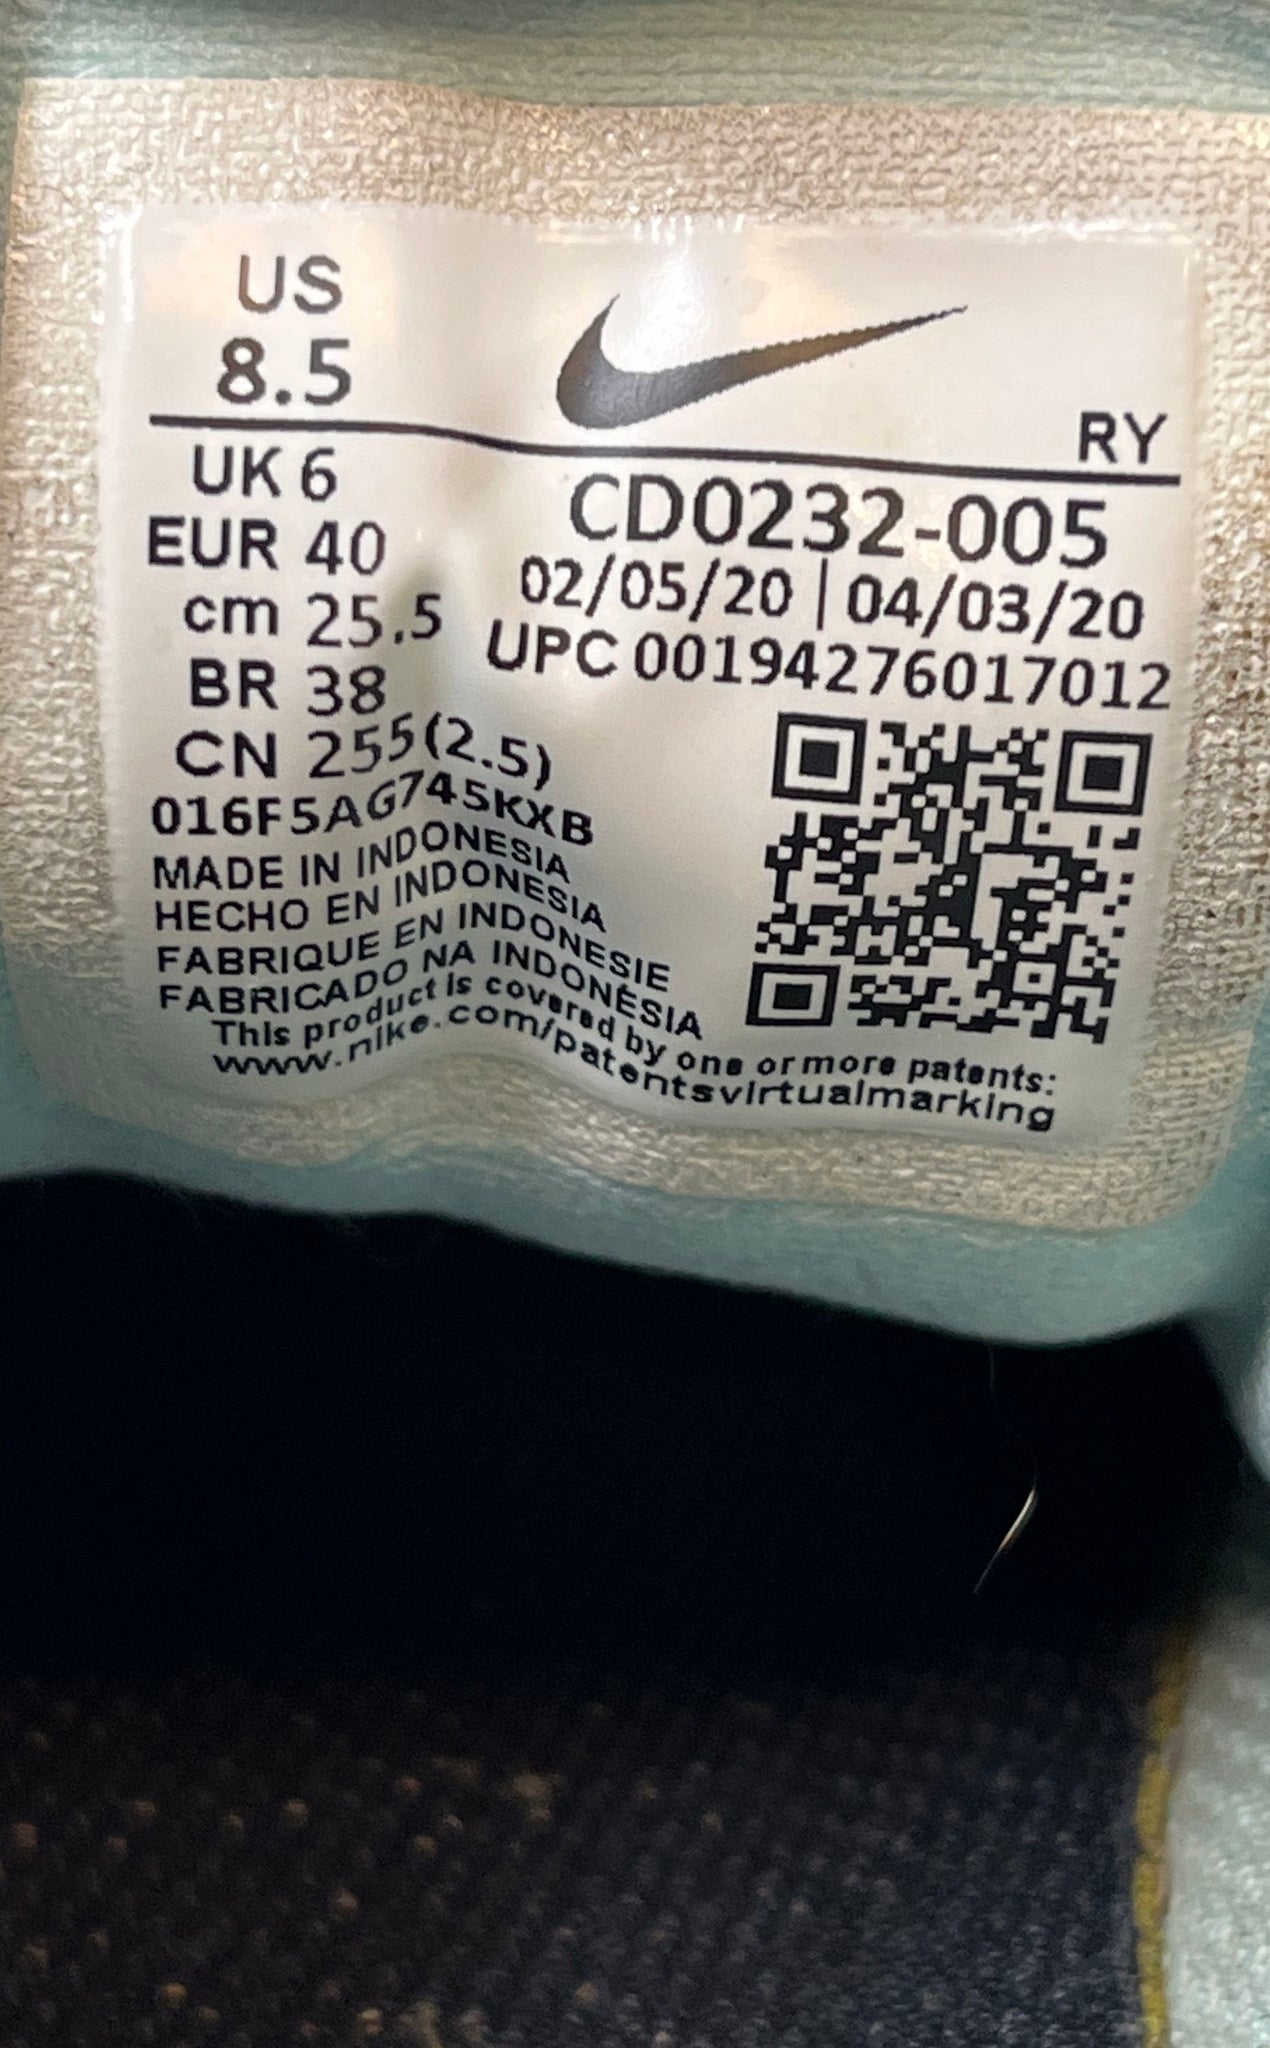 US
8.5
RY
UK 6
EUR 40
cm 25.5
BR 38
CN 255(2.5)
CD0232-005
02/05/20 | 04/03/20
UPC 00194276017012
016F5AG745KXB
MADE IN INDONESIA
HECHO EN INDONESIA
FABRIQUE EN INDONESIE
FABRICADO NA INDONÉSIA
This product is covered by one or more patents:
www.nike.com/patentsvirtualmarking